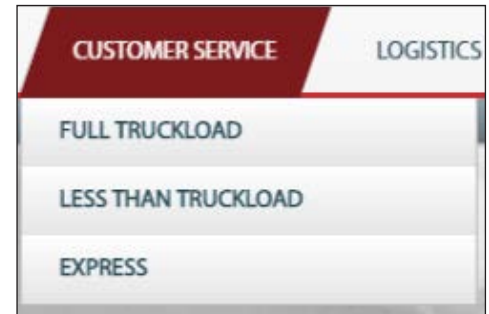 CUSTOMER SERVICE LOGISTICS
FULL TRUCKLOAD
LESS THAN TRUCKLOAD
EXPRESS